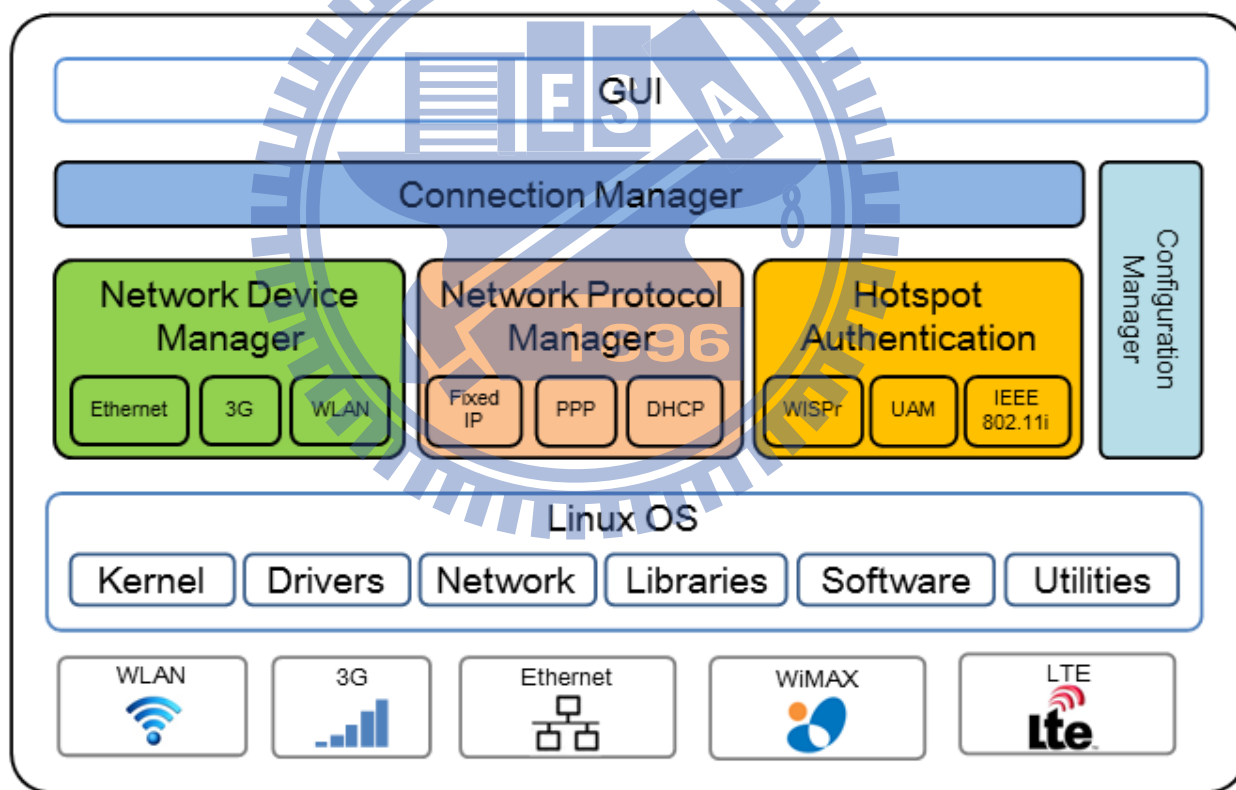 GUI
E S A
Connection Manager
8
Configuration
Manager
Network Device
Manager
Ethernet
3G
WLAN
Network Protocol
Manager
1896
Fixed
IP
PPP
DHCP
Hotspot
Authentication
WISPr
UAM
IEEE
802.11i
Linux OS
Kernel
Drivers
Network
Libraries
Software
Utilities
WLAN
3G
Ethernet
WiMAX
LTE
Lte